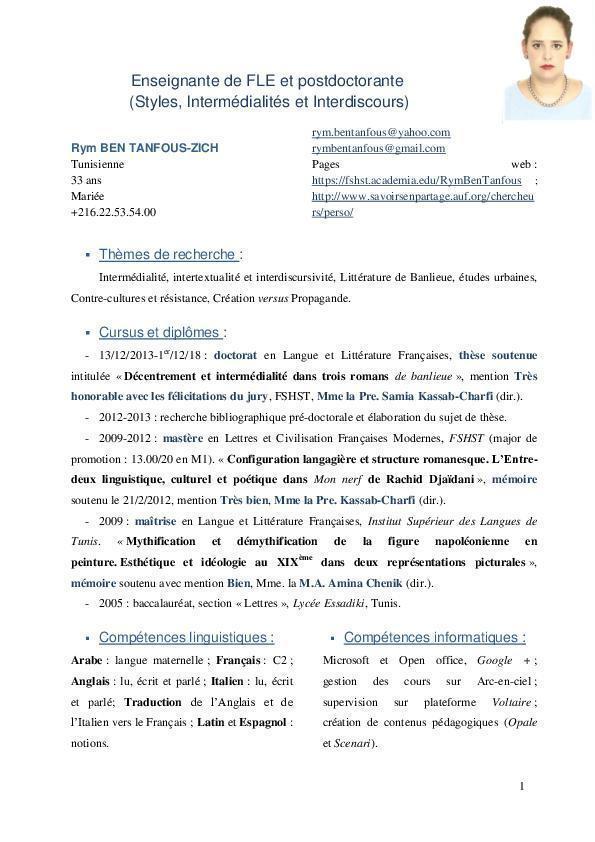 Enseignante de FLE et postdoctorante
(Styles, Intermédialités et Interdiscours)
Rym BEN TANFOUS-ZICH
Tunisienne
33 ans
Mariée
+216.22.53.54.00
rym.bentanfous@yahoo.com
rymbentanfous@gmail.com
Pages web :
https://fshst.academia.edu/RymBenTanfous ;
http://www.savoirsenpartage.auf.org/chercheu
rs/perso/
▪ Thèmes de recherche :
Intermédialité, intertextualité et interdiscursivité, Littérature de Banlieue, études urbaines,
Contre-cultures et résistance, Création versus Propagande.
▪ Cursus et diplômes :
- 13/12/2013-1er/12/18 : doctorat en Langue et Littérature Françaises, thèse soutenue
intitulée « Décentrement et intermédialité dans trois romans de banlieue », mention Très
honorable avec les félicitations du jury, FSHST, Mme la Pre. Samia Kassab-Charfi (dir.).
- 2012-2013 : recherche bibliographique pré-doctorale et élaboration du sujet de thèse.
- 2009-2012 : mastère en Lettres et Civilisation Françaises Modernes, FSHST (major de
promotion : 13.00/20 en M1). « Configuration langagière et structure romanesque. L'Entre-
deux linguistique, culturel et poétique dans Mon nerf de Rachid Djaïdani », mémoire
soutenu le 21/2/2012, mention Très bien, Mme la Pre. Kassab-Charfi (dir.).
- 2009 : maîtrise en Langue et Littérature Françaises, Institut Supérieur des Langues de
Tunis. « Mythification et démythification de la figure napoléonienne en
peinture. Esthétique et idéologie au XIXème dans deux représentations picturales »,
mémoire soutenu avec mention Bien, Mme. la M.A. Amina Chenik (dir.).
- 2005 : baccalauréat, section « Lettres », Lycée Essadiki, Tunis.
▪ Compétences linguistiques :
Arabe : langue maternelle ; Français : C2 ;
Anglais : lu, écrit et parlé ; Italien : lu, écrit
et parlé; Traduction de l'Anglais et de
l'Italien vers le Français ; Latin et Espagnol :
notions.
▪ Compétences informatiques :
Microsoft et Open office, Google + ;
gestion des cours sur Arc-en-ciel ;
supervision sur plateforme Voltaire ;
création de contenus pédagogiques (Opale
et Scenari).
1